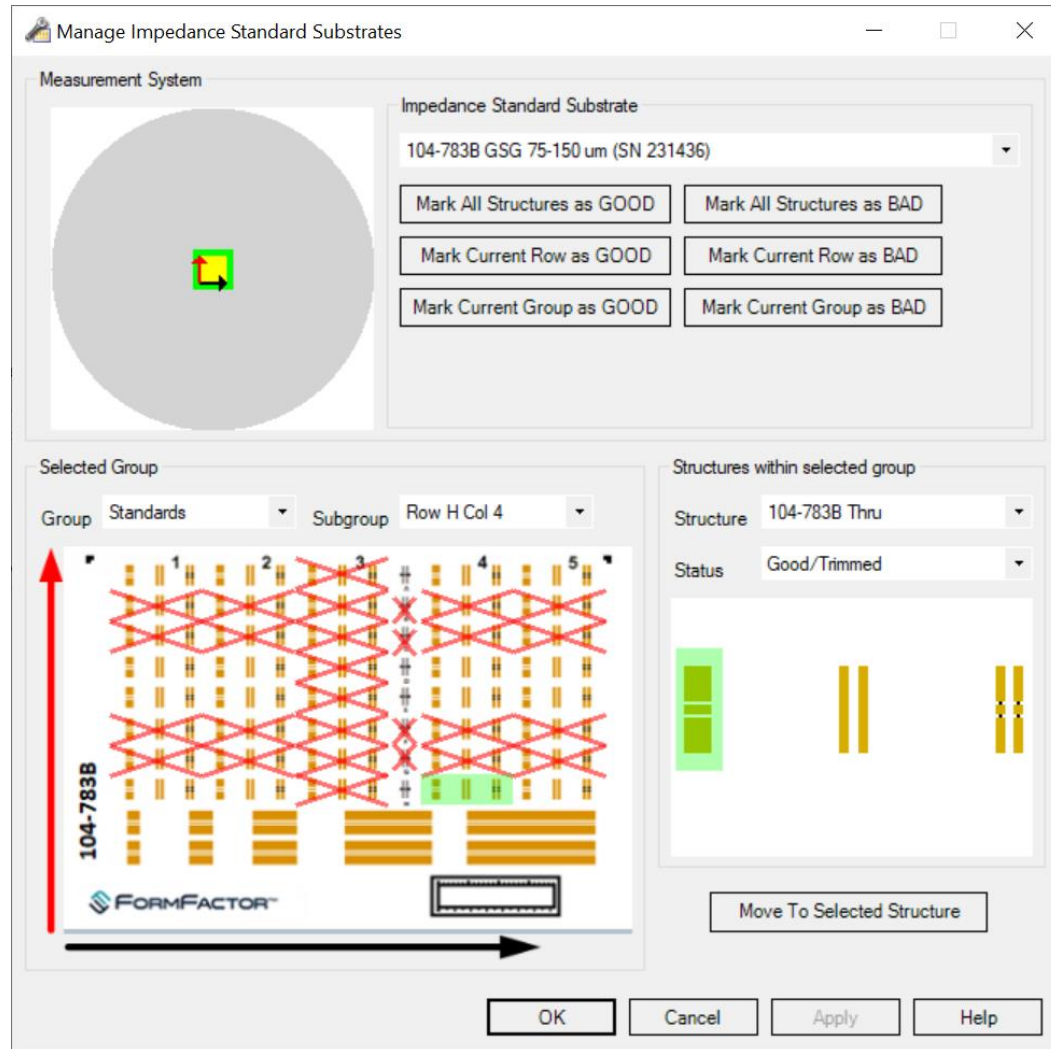 Manage Impedance Standard Substrates
Measurement System
Impedance Standard Substrate
104-783B GSG 75-150 um (SN 231436)
Mark All Structures as GOOD
Mark All Structures as BAD
Mark Current Row as GOOD
Mark Current Row as BAD
Mark Current Group as GOOD
Mark Current Group as BAD
Selected Group
Group Standards Subgroup Row H Col 4
1 2 3 4 5
104-783B
FORMFACTOR™
Structures within selected group
Structure 104-783B Thru
Status Good/Trimmed
Move To Selected Structure
OK Cancel Apply Help